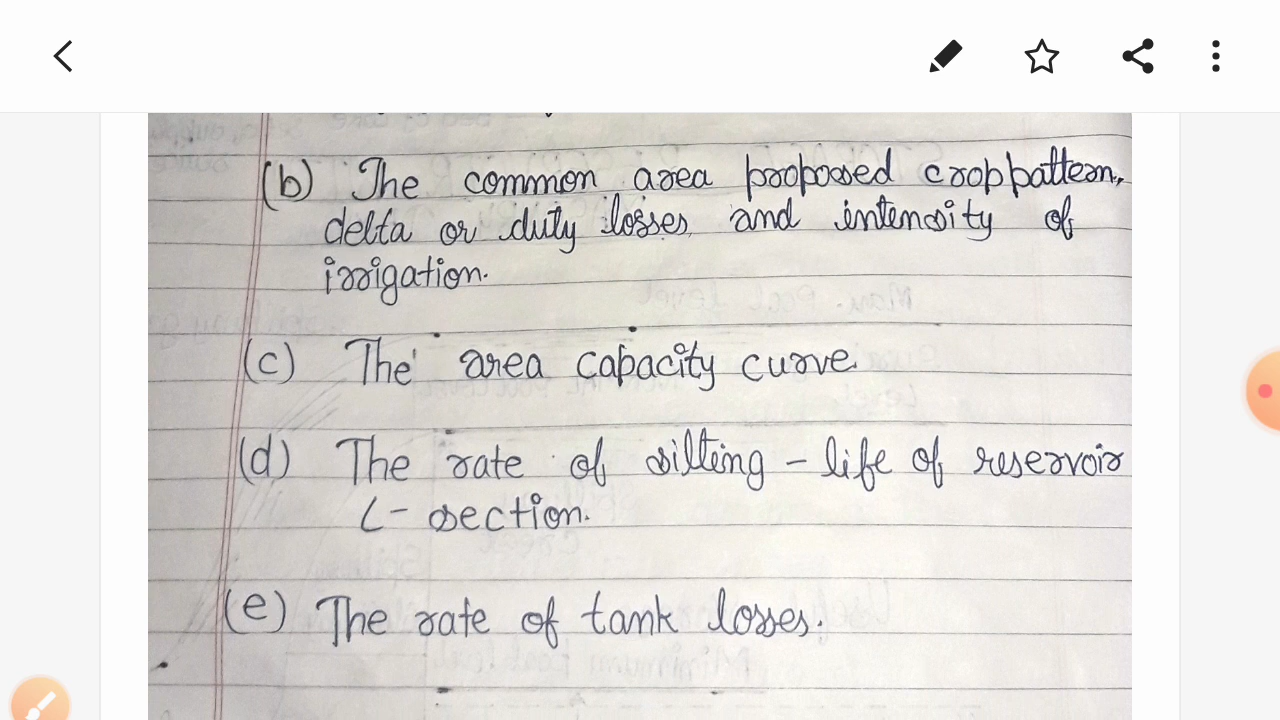 (b) The common area proposed crop pattern,
delta or duty losses and intensity of
irrigation.
(c) The area capacity curve.
(d) The rate of silting - life of reservoir
L- section.
(e) The rate of tank losses.